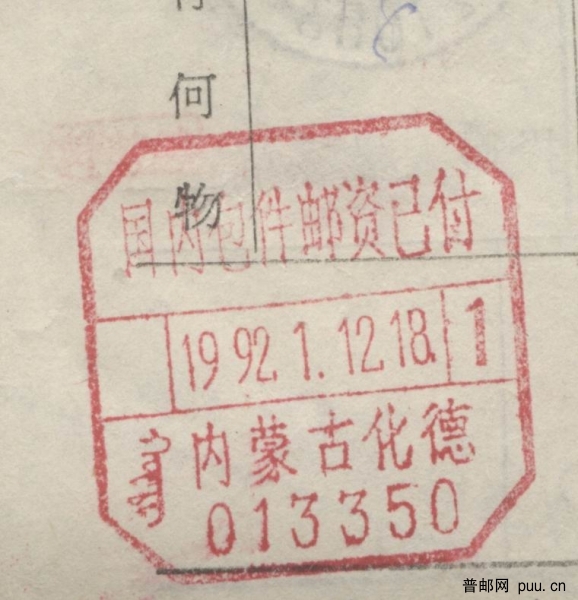 何
物
国内包件邮资已付
1992.1.12.18. 1
内蒙古化德
013350
普邮网 puu.cn